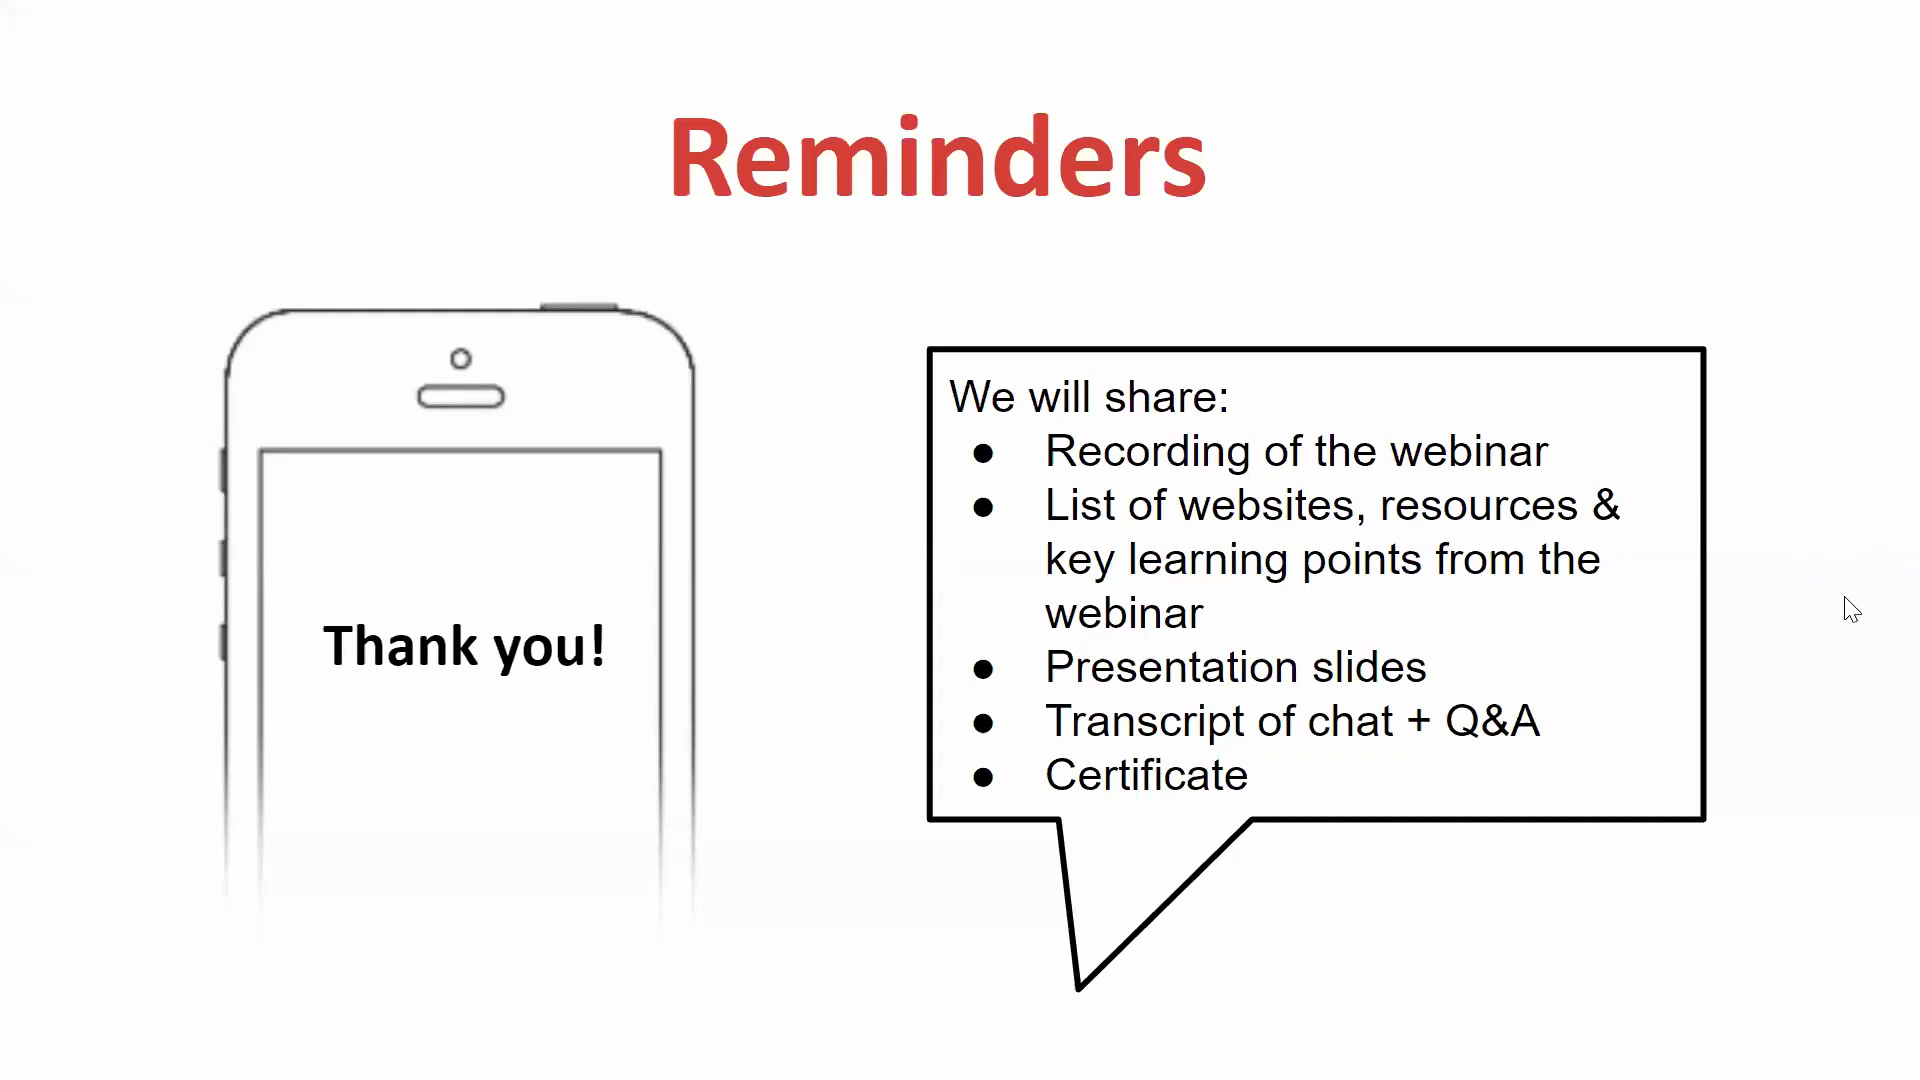 Reminders
Thank you!
We will share:
● Recording of the webinar
● List of websites, resources &
key learning points from the
webinar
● Presentation slides
● Transcript of chat + Q&A
● Certificate